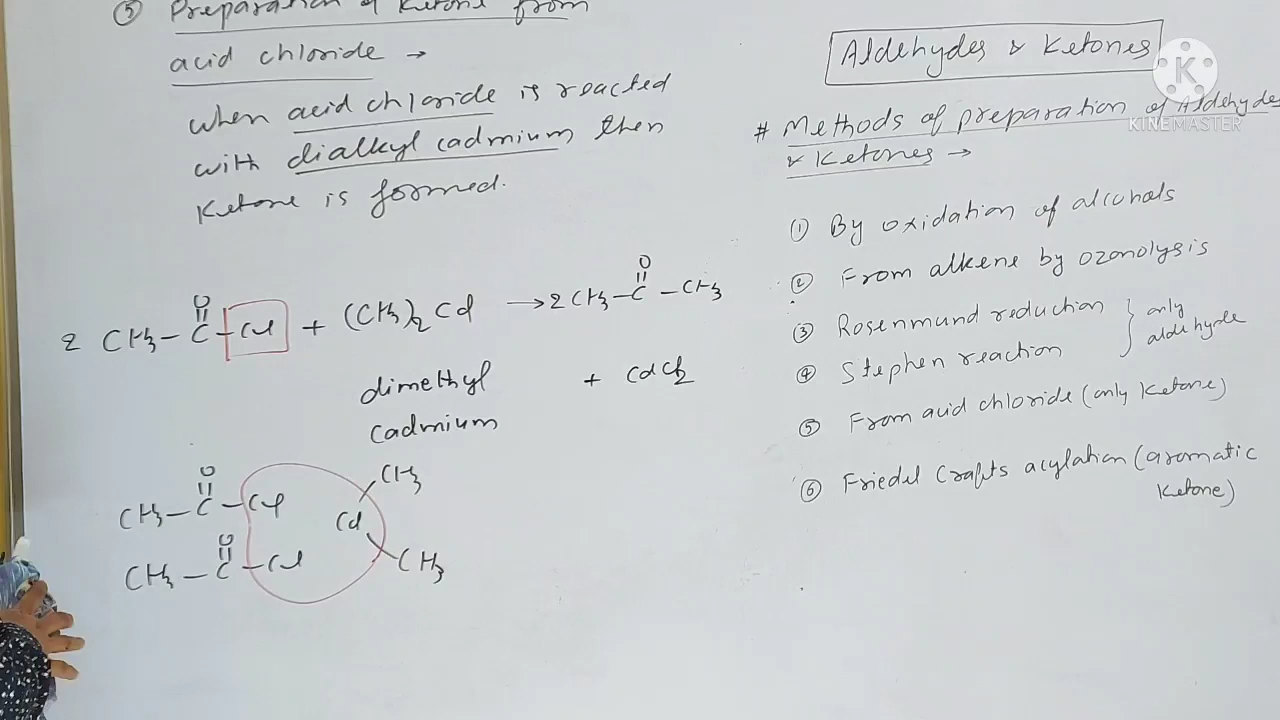 ⑤ Preparation of Ketone from
acid chloride →
when acid chloride is reacted
with dialkyl cadmium then
Ketone is formed.
2 CH3-C(=O)-Cl + (CH3)2Cd → 2 CH3-C(=O)-CH3
dimethyl
cadmium
+ CdCl2
O
CH3-C-Cl
CH3
Cd
O
CH3-C-Cl
CH3
Aldehydes & Ketones
# Methods of preparation of Aldehyde
& Ketones →
① By oxidation of alcohols
② From alkene by ozonolysis
③ Rosenmund reduction
④ Stephen reaction
only
aldehyde
⑤ From acid chloride (only Ketone)
⑥ Friedel Crafts acylation (aromatic
Ketone)
K
KINEMASTER